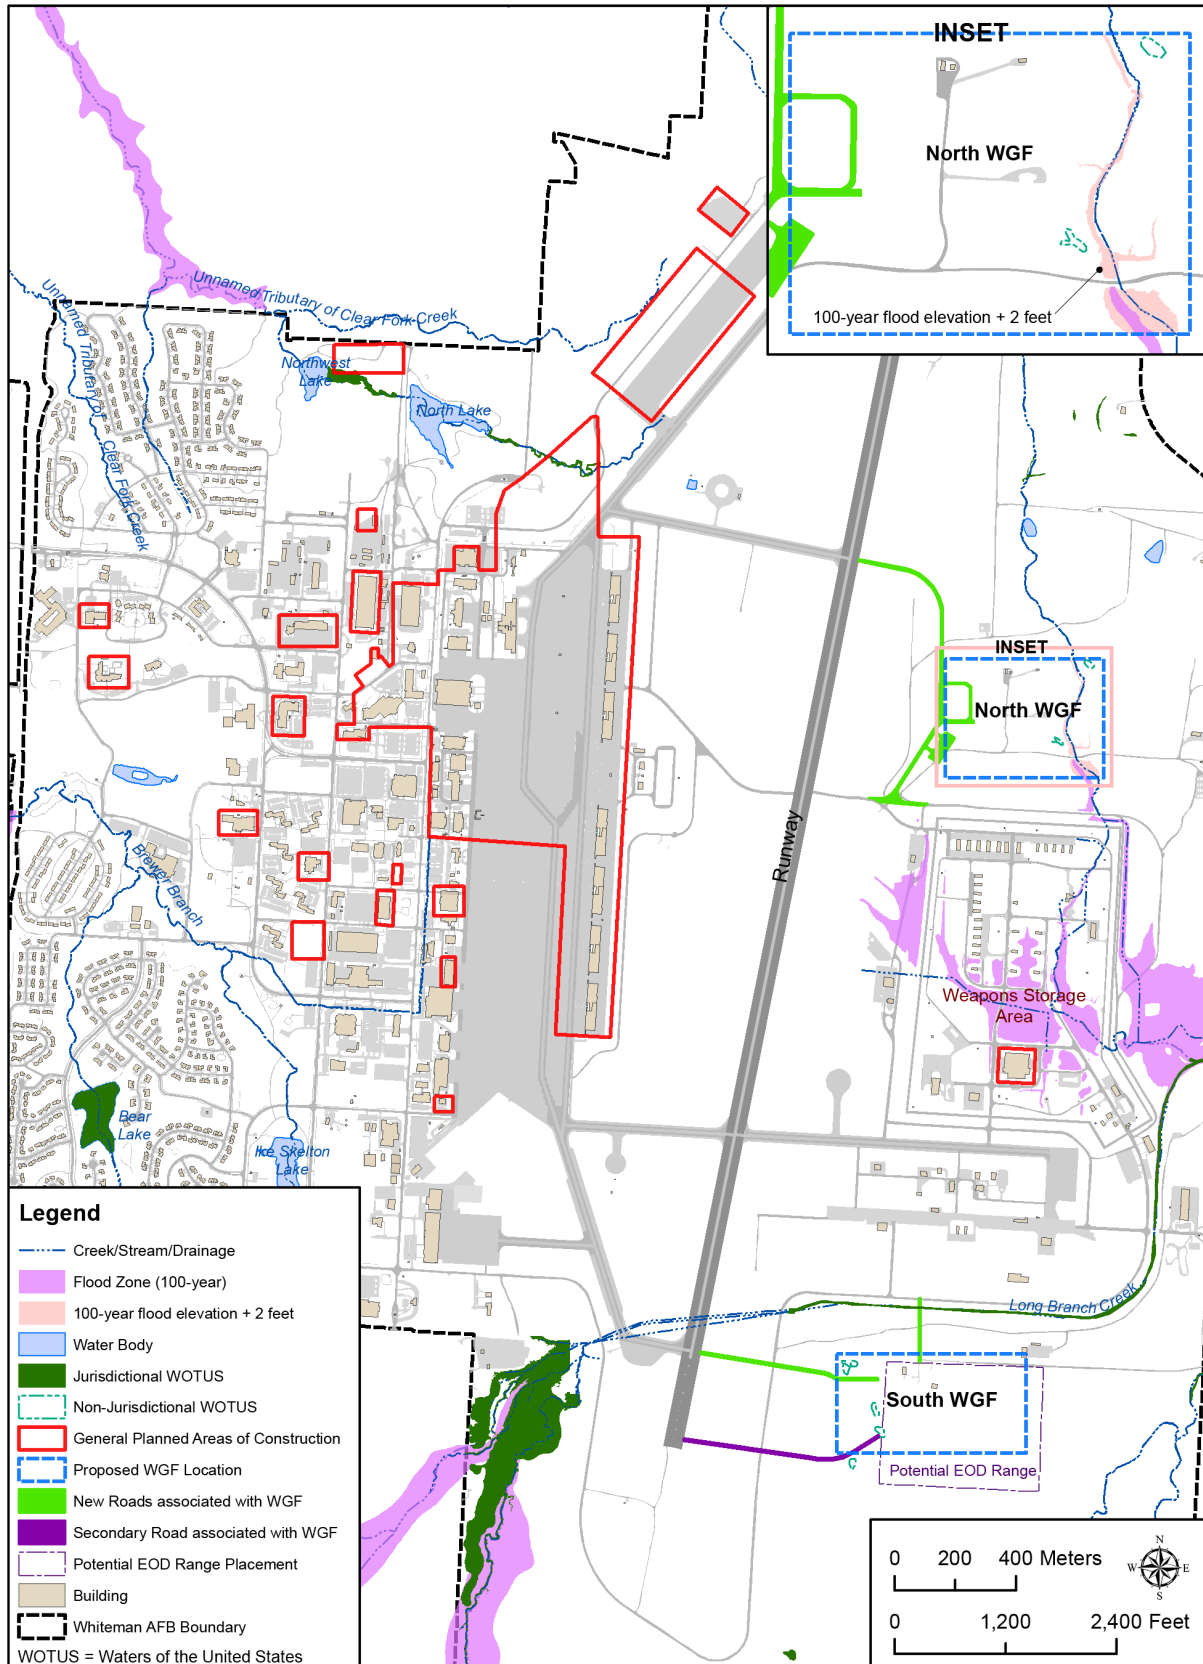 INSET
North WGF
100-year flood elevation + 2 feet
Unnamed Tributary of Clear Fork Creek
Unnamed Tributary of
Clear Fork Creek
Northwest
Lake
North Lake
INSET
North WGF
Runway
Brewer Branch
Weapons Storage
Area
Bear
Lake
Ike Skelton
Lake
Long Branch Creek
South WGF
Potential EOD Range
Legend
Creek/Stream/Drainage
Flood Zone (100-year)
100-year flood elevation + 2 feet
Water Body
Jurisdictional WOTUS
Non-Jurisdictional WOTUS
General Planned Areas of Construction
Proposed WGF Location
New Roads associated with WGF
Secondary Road associated with WGF
Potential EOD Range Placement
Building
Whiteman AFB Boundary
WOTUS = Waters of the United States
0 200 400 Meters
0 1,200 2,400 Feet
N
W E
S